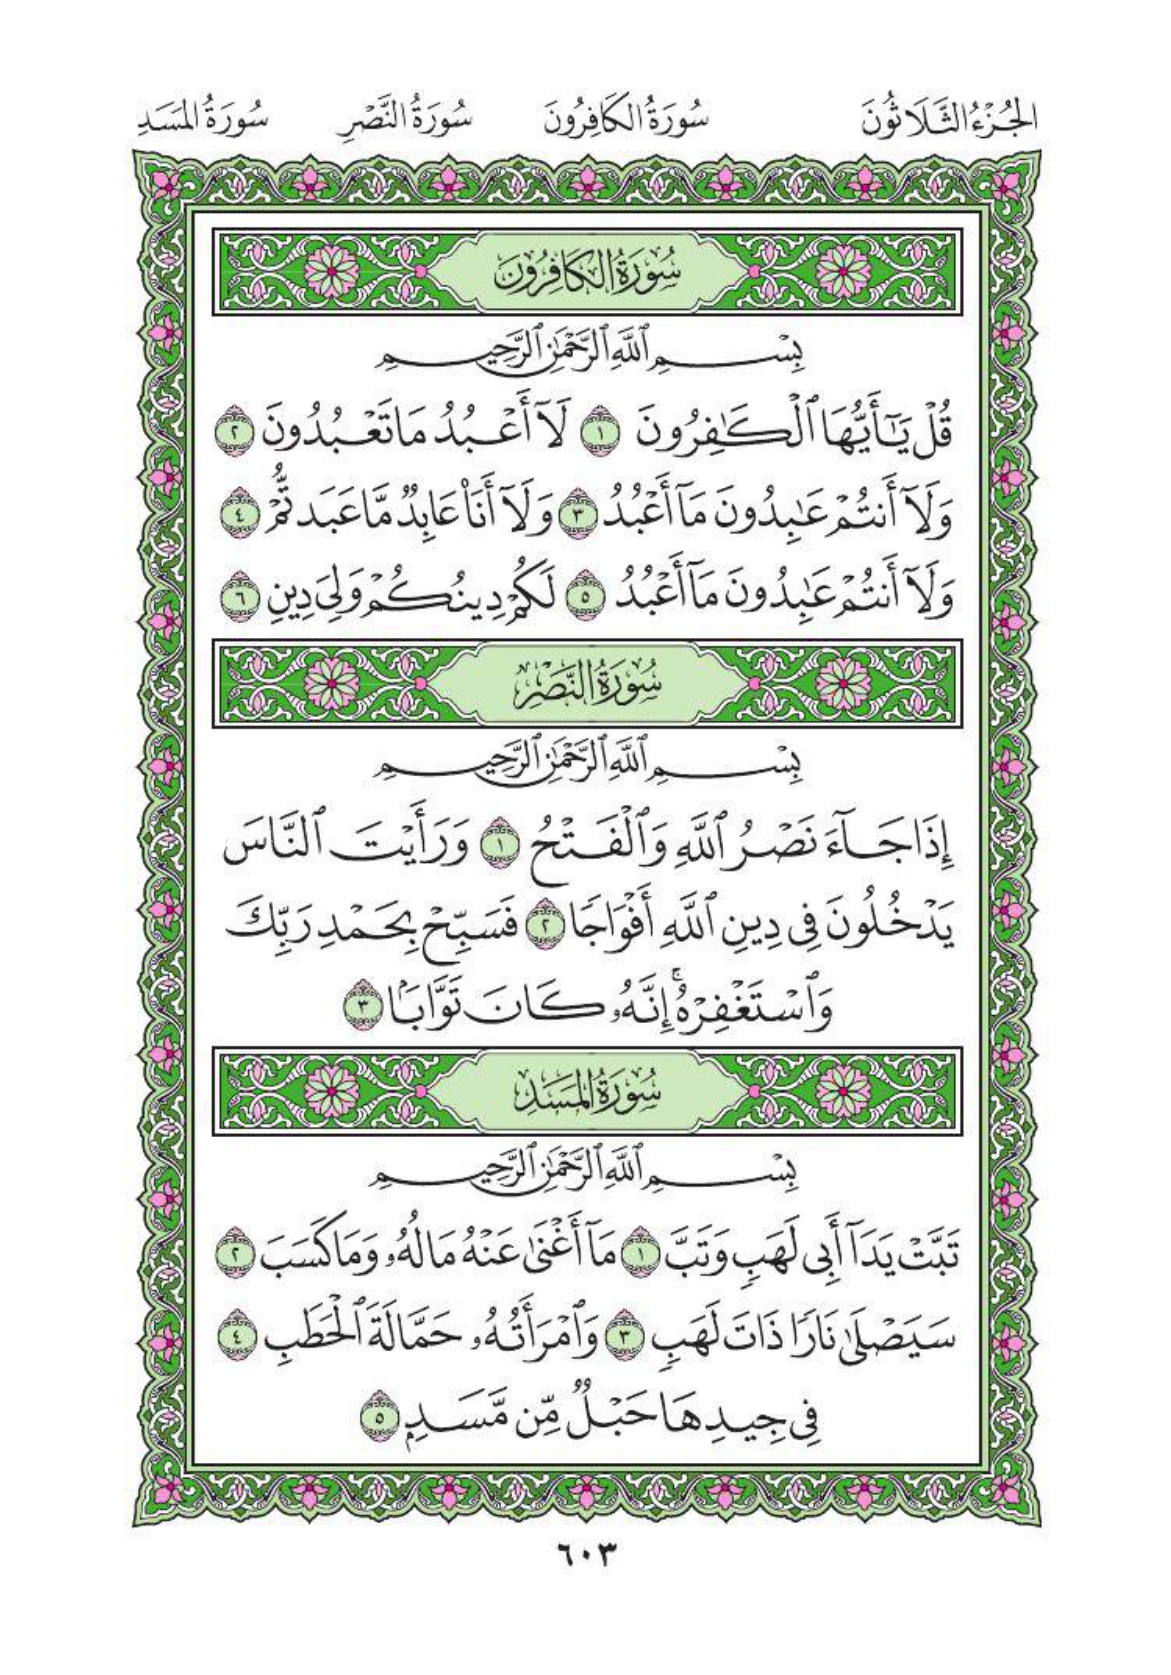 الجُزْءُ الثَّلَاثُونَ سُورَةُ الكَافِرُونَ سُورَةُ النَّصْرِ سُورَةُ المَسَدِ
سُورَةُ الكَافِرُونَ
بِسْمِ ٱللَّهِ ٱلرَّحْمَٰنِ ٱلرَّحِيمِ
قُلْ يَـٰٓأَيُّهَا ٱلْكَـٰفِرُونَ ١ لَآ أَعْبُدُ مَا تَعْبُدُونَ ٢
وَلَآ أَنتُمْ عَـٰبِدُونَ مَآ أَعْبُدُ ٣ وَلَآ أَنَا۠ عَابِدٌ مَّا عَبَدتُّمْ ٤
وَلَآ أَنتُمْ عَـٰبِدُونَ مَآ أَعْبُدُ ٥ لَكُمْ دِينُكُمْ وَلِىَ دِينِ ٦
سُورَةُ النَّصْرِ
بِسْمِ ٱللَّهِ ٱلرَّحْمَٰنِ ٱلرَّحِيمِ
إِذَا جَآءَ نَصْرُ ٱللَّهِ وَٱلْفَتْحُ ١ وَرَأَيْتَ ٱلنَّاسَ
يَدْخُلُونَ فِى دِينِ ٱللَّهِ أَفْوَاجًا ٢ فَسَبِّحْ بِحَمْدِ رَبِّكَ
وَٱسْتَغْفِرْهُ ۚ إِنَّهُۥ كَانَ تَوَّابًۢا ٣
سُورَةُ المَسَدِ
بِسْمِ ٱللَّهِ ٱلرَّحْمَٰنِ ٱلرَّحِيمِ
تَبَّتْ يَدَآ أَبِى لَهَبٍ وَتَبَّ ١ مَآ أَغْنَىٰ عَنْهُ مَالُهُۥ وَمَا كَسَبَ ٢
سَيَصْلَىٰ نَارًا ذَاتَ لَهَبٍ ٣ وَٱمْرَأَتُهُۥ حَمَّالَةَ ٱلْحَطَبِ ٤
فِى جِيدِهَا حَبْلٌ مِّن مَّسَدٍۭ ٥
٦٠٣